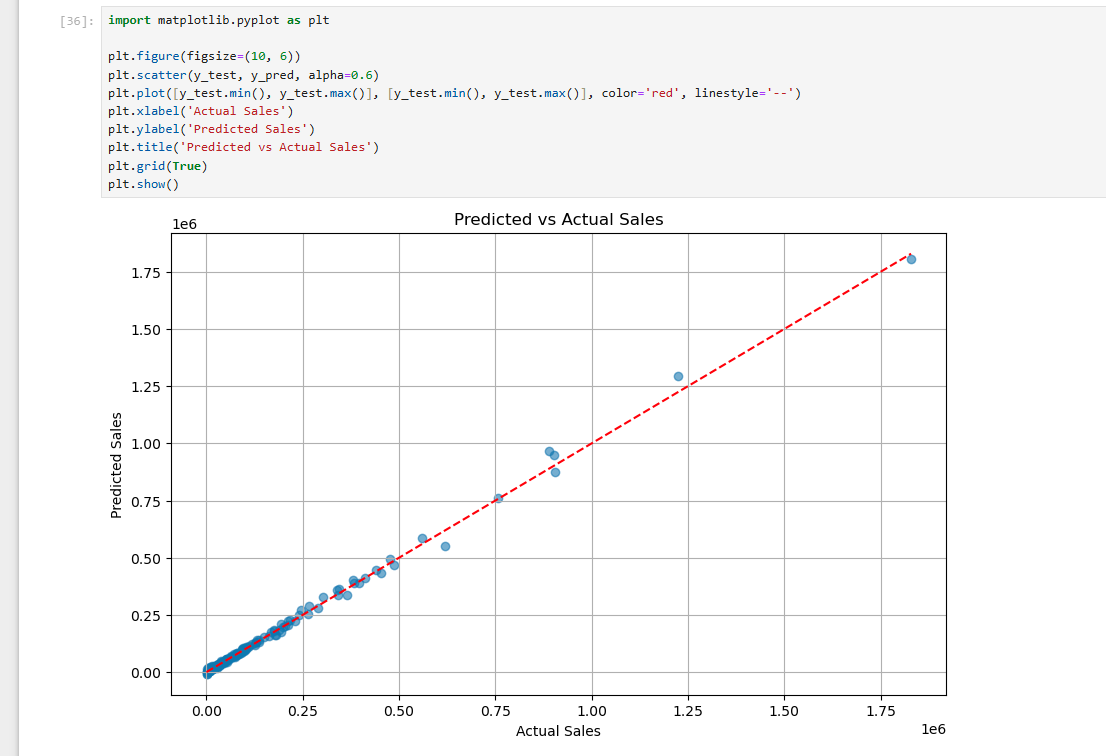 [36]: import matplotlib.pyplot as plt
plt.figure(figsize=(10, 6))
plt.scatter(y_test, y_pred, alpha=0.6)
plt.plot([y_test.min(), y_test.max()], [y_test.min(), y_test.max()], color='red', linestyle='--')
plt.xlabel('Actual Sales')
plt.ylabel('Predicted Sales')
plt.title('Predicted vs Actual Sales')
plt.grid(True)
plt.show()
Predicted vs Actual Sales
1e6
1.75
1.50
1.25
1.00
0.75
0.50
0.25
0.00
Predicted Sales
0.00 0.25 0.50 0.75 1.00 1.25 1.50 1.75
1e6
Actual Sales